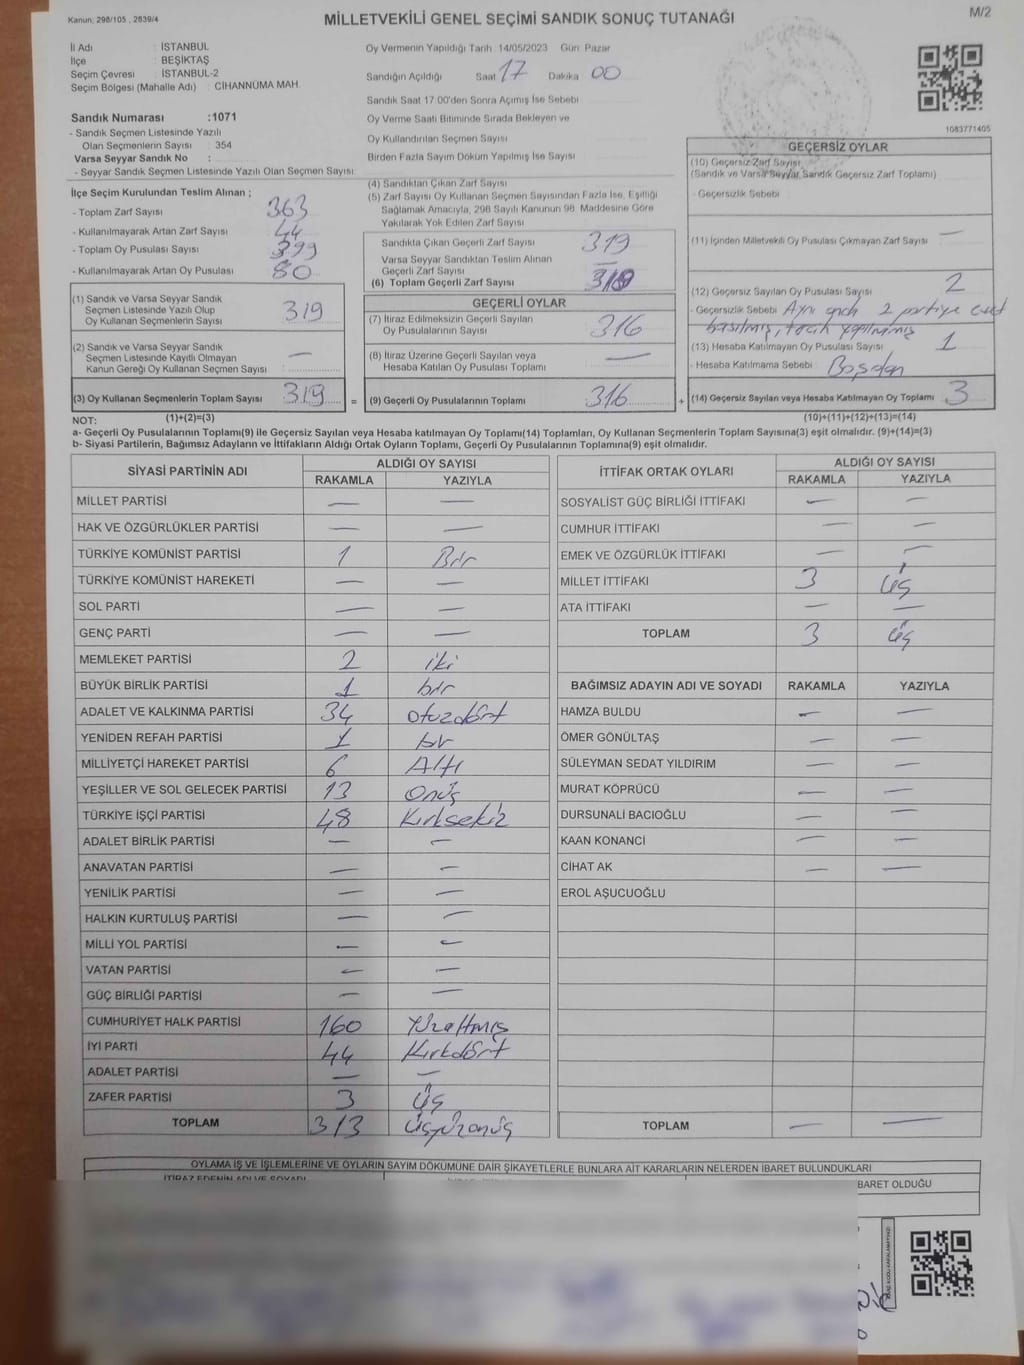 Kanun; 298/105 , 2839/4
MİLLETVEKİLİ GENEL SEÇİMİ SANDIK SONUÇ TUTANAĞI
M/2
İl Adı : İSTANBUL
İlçe : BEŞİKTAŞ
Seçim Çevresi : İSTANBUL-2
Seçim Bölgesi (Mahalle Adı) : CİHANNÜMA MAH.
Sandık Numarası :1071
- Sandık Seçmen Listesinde Yazılı
Olan Seçmenlerin Sayısı : 354
Varsa Seyyar Sandık No :
- Seyyar Sandık Seçmen Listesinde Yazılı Olan Seçmen Sayısı:
Oy Vermenin Yapıldığı Tarih 14/05/2023 Gün Pazar
Sandığın Açıldığı Saat 17 Dakika 00
Sandık Saat 17.00'den Sonra Açılmış İse Sebebi
Oy Verme Saati Bitiminde Sırada Bekleyen ve
Oy Kullandırılan Seçmen Sayısı
Birden Fazla Sayım Döküm Yapılmış İse Sayısı
1083771405
İlçe Seçim Kurulundan Teslim Alınan ;
- Toplam Zarf Sayısı 363
- Kullanılmayarak Artan Zarf Sayısı 44
- Toplam Oy Pusulası Sayısı 399
- Kullanılmayarak Artan Oy Pusulası 80
(4) Sandıktan Çıkan Zarf Sayısı
(5) Zarf Sayısı Oy Kullanan Seçmen Sayısından Fazla İse, Eşitliği
Sağlamak Amacıyla, 298 Sayılı Kanunun 98. Maddesine Göre
Yakılarak Yok Edilen Zarf Sayısı
Sandıkta Çıkan Geçerli Zarf Sayısı 319
Varsa Seyyar Sandıktan Teslim Alınan
Geçerli Zarf Sayısı —
(6) Toplam Geçerli Zarf Sayısı 319
GEÇERSİZ OYLAR
(10) Geçersiz Zarf Sayısı
(Sandık ve Varsa Seyyar Sandık Geçersiz Zarf Toplamı)
- Geçersizlik Sebebi
(11) İçinden Milletvekili Oy Pusulası Çıkmayan Zarf Sayısı —
(12) Geçersiz Sayılan Oy Pusulası Sayısı 2
- Geçersizlik Sebebi Aynı anda 2 partiye evet
basılmış, yapılmamış
(13) Hesaba Katılmayan Oy Pusulası Sayısı 1
- Hesaba Katılmama Sebebi
(14) Geçersiz Sayılan veya Hesaba Katılmayan Oy Toplamı 3
(10)+(11)+(12)+(13)=(14)
(1) Sandık ve Varsa Seyyar Sandık
Seçmen Listesinde Yazılı Olup
Oy Kullanan Seçmenlerin Sayısı 319
(2) Sandık ve Varsa Seyyar Sandık
Seçmen Listesinde Kayıtlı Olmayan
Kanun Gereği Oy Kullanan Seçmen Sayısı : —
(3) Oy Kullanan Seçmenlerin Toplam Sayısı 319 =
(1)+(2)=(3)
GEÇERLİ OYLAR
(7) İtiraz Edilmeksizin Geçerli Sayılan
Oy Pusulalarının Sayısı 316
(8) İtiraz Üzerine Geçerli Sayılan veya
Hesaba Katılan Oy Pusulası Toplamı —
(9) Geçerli Oy Pusulalarının Toplamı 316 +
NOT:
a- Geçerli Oy Pusulalarının Toplamı(9) ile Geçersiz Sayılan veya Hesaba katılmayan Oy Toplamı(14) Toplamları, Oy Kullanan Seçmenlerin Toplam Sayısına(3) eşit olmalıdır. (9)+(14)=(3)
b- Siyasi Partilerin, Bağımsız Adayların ve İttifakların Aldığı Oyların Toplamı, Geçerli Oy Pusulalarının Toplamına(9) eşit olmalıdır.
SİYASİ PARTİNİN ADI
ALDIĞI OY SAYISI
RAKAMLA YAZIYLA
MİLLET PARTİSİ — —
HAK VE ÖZGÜRLÜKLER PARTİSİ — —
TÜRKİYE KOMÜNİST PARTİSİ 1 Bir
TÜRKİYE KOMÜNİST HAREKETİ — —
SOL PARTİ — —
GENÇ PARTİ — —
MEMLEKET PARTİSİ 2 iki
BÜYÜK BİRLİK PARTİSİ 1 bir
ADALET VE KALKINMA PARTİSİ 34 otuzdört
YENİDEN REFAH PARTİSİ 1 bir
MİLLİYETÇİ HAREKET PARTİSİ 6 Altı
YEŞİLLER VE SOL GELECEK PARTİSİ 13 Onüç
TÜRKİYE İŞÇİ PARTİSİ 48 Kırksekiz
ADALET BİRLİK PARTİSİ — —
ANAVATAN PARTİSİ — —
YENİLİK PARTİSİ — —
HALKIN KURTULUŞ PARTİSİ — —
MİLLİ YOL PARTİSİ — —
VATAN PARTİSİ — —
GÜÇ BİRLİĞİ PARTİSİ — —
CUMHURİYET HALK PARTİSİ 160 Yüzaltmış
İYİ PARTİ 44 Kırkdört
ADALET PARTİSİ — —
ZAFER PARTİSİ 3 Üç
TOPLAM 313 üçyüzonüç
İTTİFAK ORTAK OYLARI
ALDIĞI OY SAYISI
RAKAMLA YAZIYLA
SOSYALİST GÜÇ BİRLİĞİ İTTİFAKI — —
CUMHUR İTTİFAKI — —
EMEK VE ÖZGÜRLÜK İTTİFAKI — —
MİLLET İTTİFAKI 3 üç
ATA İTTİFAKI — —
TOPLAM 3 üç
BAĞIMSIZ ADAYIN ADI VE SOYADI RAKAMLA YAZIYLA
HAMZA BULDU — —
ÖMER GÖNÜLTAŞ — —
SÜLEYMAN SEDAT YILDIRIM — —
MURAT KÖPRÜCÜ — —
DURSUNALİ BACIOĞLU — —
KAAN KONANCİ — —
CİHAT AK — —
EROL AŞUCUOĞLU
TOPLAM — —
OYLAMA İŞ VE İŞLEMLERİNE VE OYLARIN SAYIM DÖKÜMÜNE DAİR ŞİKAYETLERLE BUNLARA AİT KARARLARIN NELERDEN İBARET BULUNDUKLARI
İTİRAZ EDENİN ADI VE SOYADI
BARET OLDUĞU